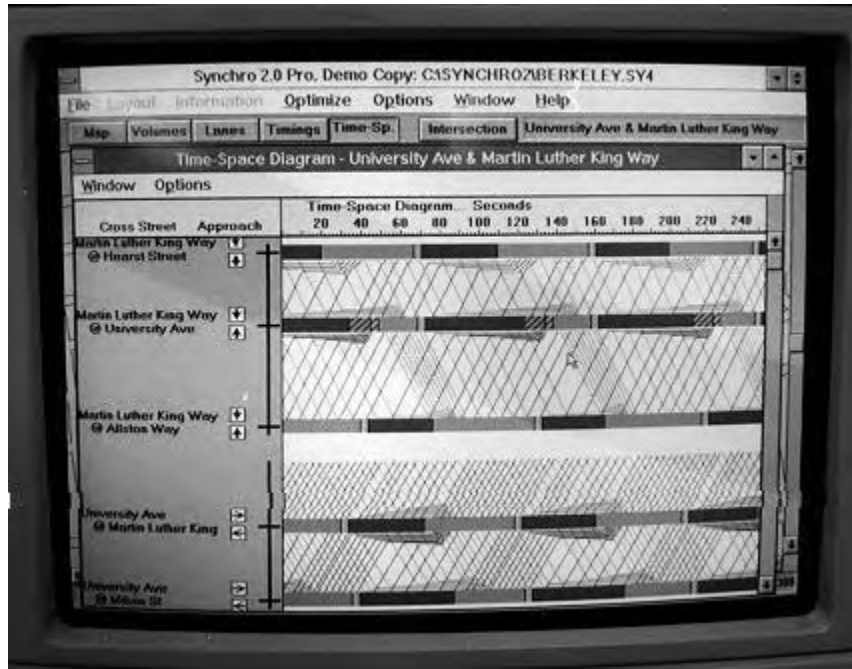 Synchro 2.0 Pro, Demo Copy: C:\SYNCHRO2\BERKELEY.SY4
File Layout Information Optimize Options Window Help
Map Volumes Lanes Timings Time-Sp. Intersection University Ave & Martin Luther King Way
Time-Space Diagram - University Ave & Martin Luther King Way
Window Options
Time-Space Diagram... Seconds
Cross Street Approach 20 40 60 80 100 120 140 160 180 200 220 240
Martin Luther King Way
@ Hearst Street
Martin Luther King Way
@ University Ave
Martin Luther King Way
@ Allston Way
University Ave
@ Martin Luther King
University Ave
@ Milvia St